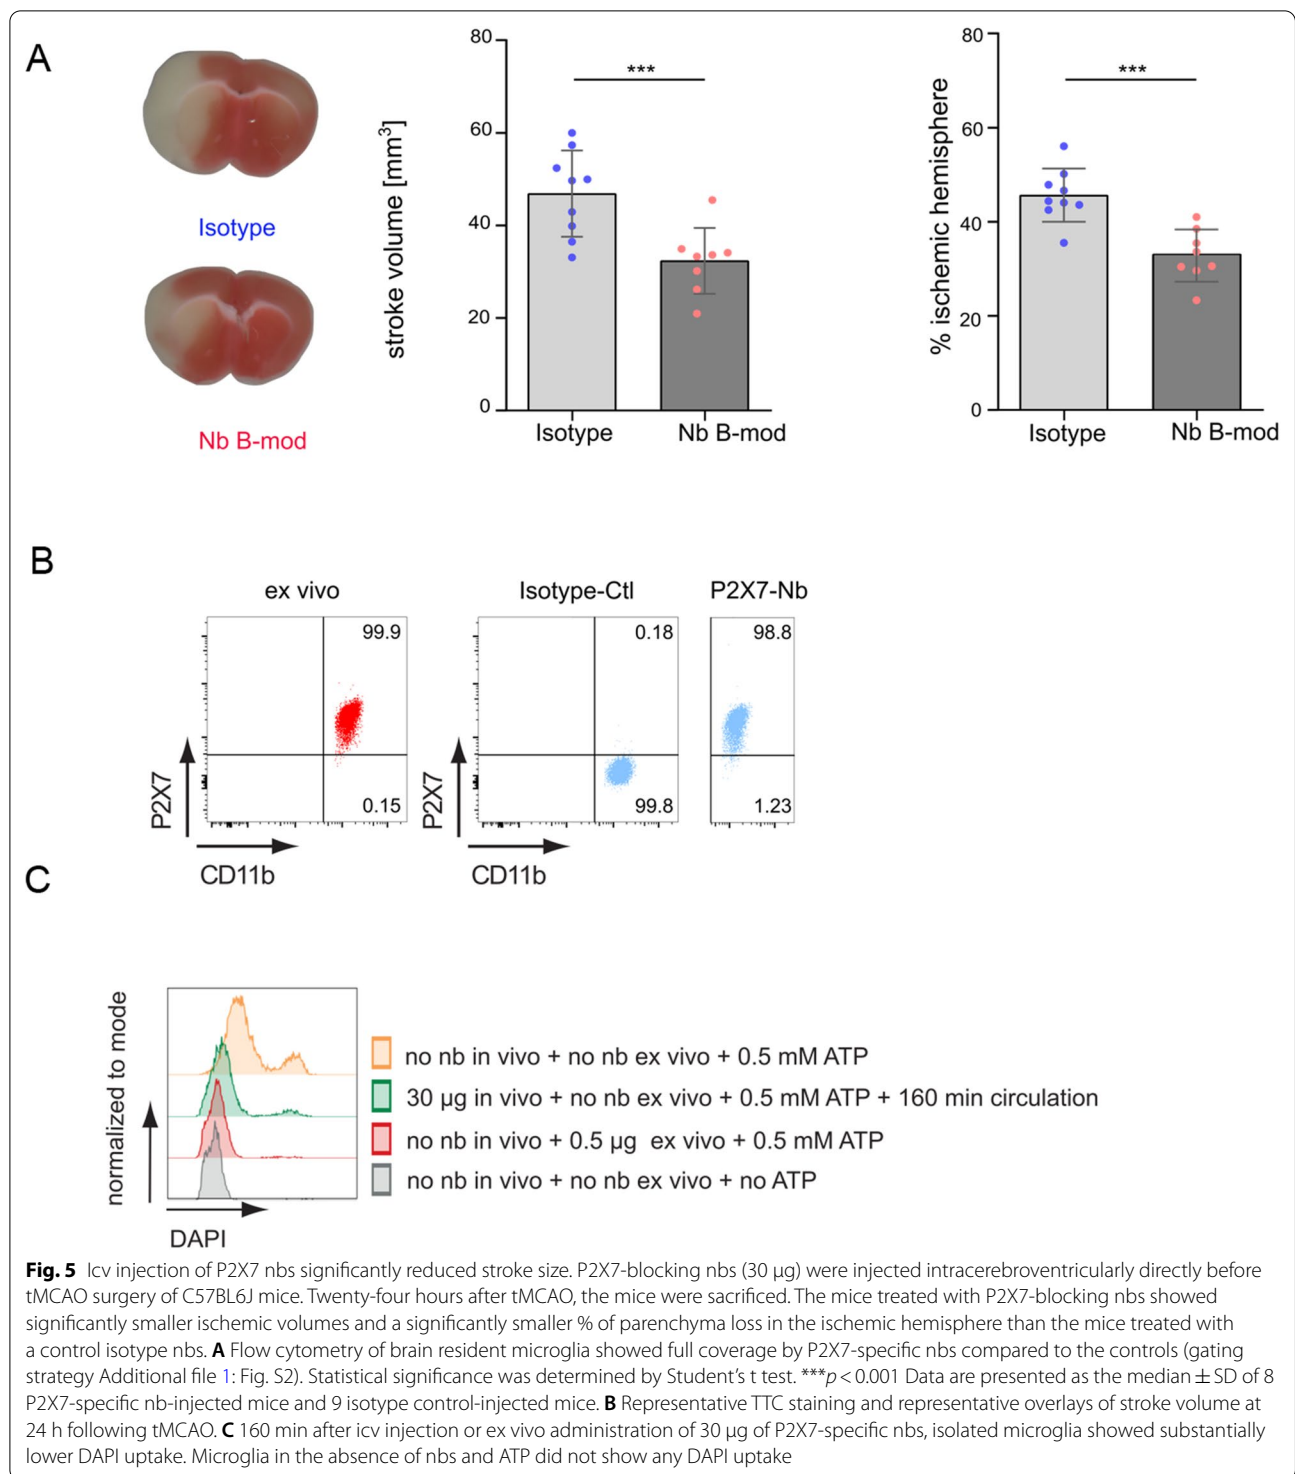 A
Isotype
Nb B-mod
stroke volume [mm³]
80
60
40
20
0
***
Isotype
Nb B-mod
% ischemic hemisphere
80
60
40
20
0
***
Isotype
Nb B-mod
B
ex vivo
99.9
0.15
P2X7
CD11b
Isotype-Ctl
0.18
99.8
P2X7
CD11b
P2X7-Nb
98.8
1.23
C
normalized to mode
DAPI
no nb in vivo + no nb ex vivo + 0.5 mM ATP
30 µg in vivo + no nb ex vivo + 0.5 mM ATP + 160 min circulation
no nb in vivo + 0.5 µg ex vivo + 0.5 mM ATP
no nb in vivo + no nb ex vivo + no ATP
Fig. 5 Icv injection of P2X7 nbs significantly reduced stroke size. P2X7-blocking nbs (30 µg) were injected intracerebroventricularly directly before
tMCAO surgery of C57BL6J mice. Twenty-four hours after tMCAO, the mice were sacrificed. The mice treated with P2X7-blocking nbs showed
significantly smaller ischemic volumes and a significantly smaller % of parenchyma loss in the ischemic hemisphere than the mice treated with
a control isotype nbs. A Flow cytometry of brain resident microglia showed full coverage by P2X7-specific nbs compared to the controls (gating
strategy Additional file 1: Fig. S2). Statistical significance was determined by Student's t test. ***p < 0.001 Data are presented as the median ± SD of 8
P2X7-specific nb-injected mice and 9 isotype control-injected mice. B Representative TTC staining and representative overlays of stroke volume at
24 h following tMCAO. C 160 min after icv injection or ex vivo administration of 30 µg of P2X7-specific nbs, isolated microglia showed substantially
lower DAPI uptake. Microglia in the absence of nbs and ATP did not show any DAPI uptake